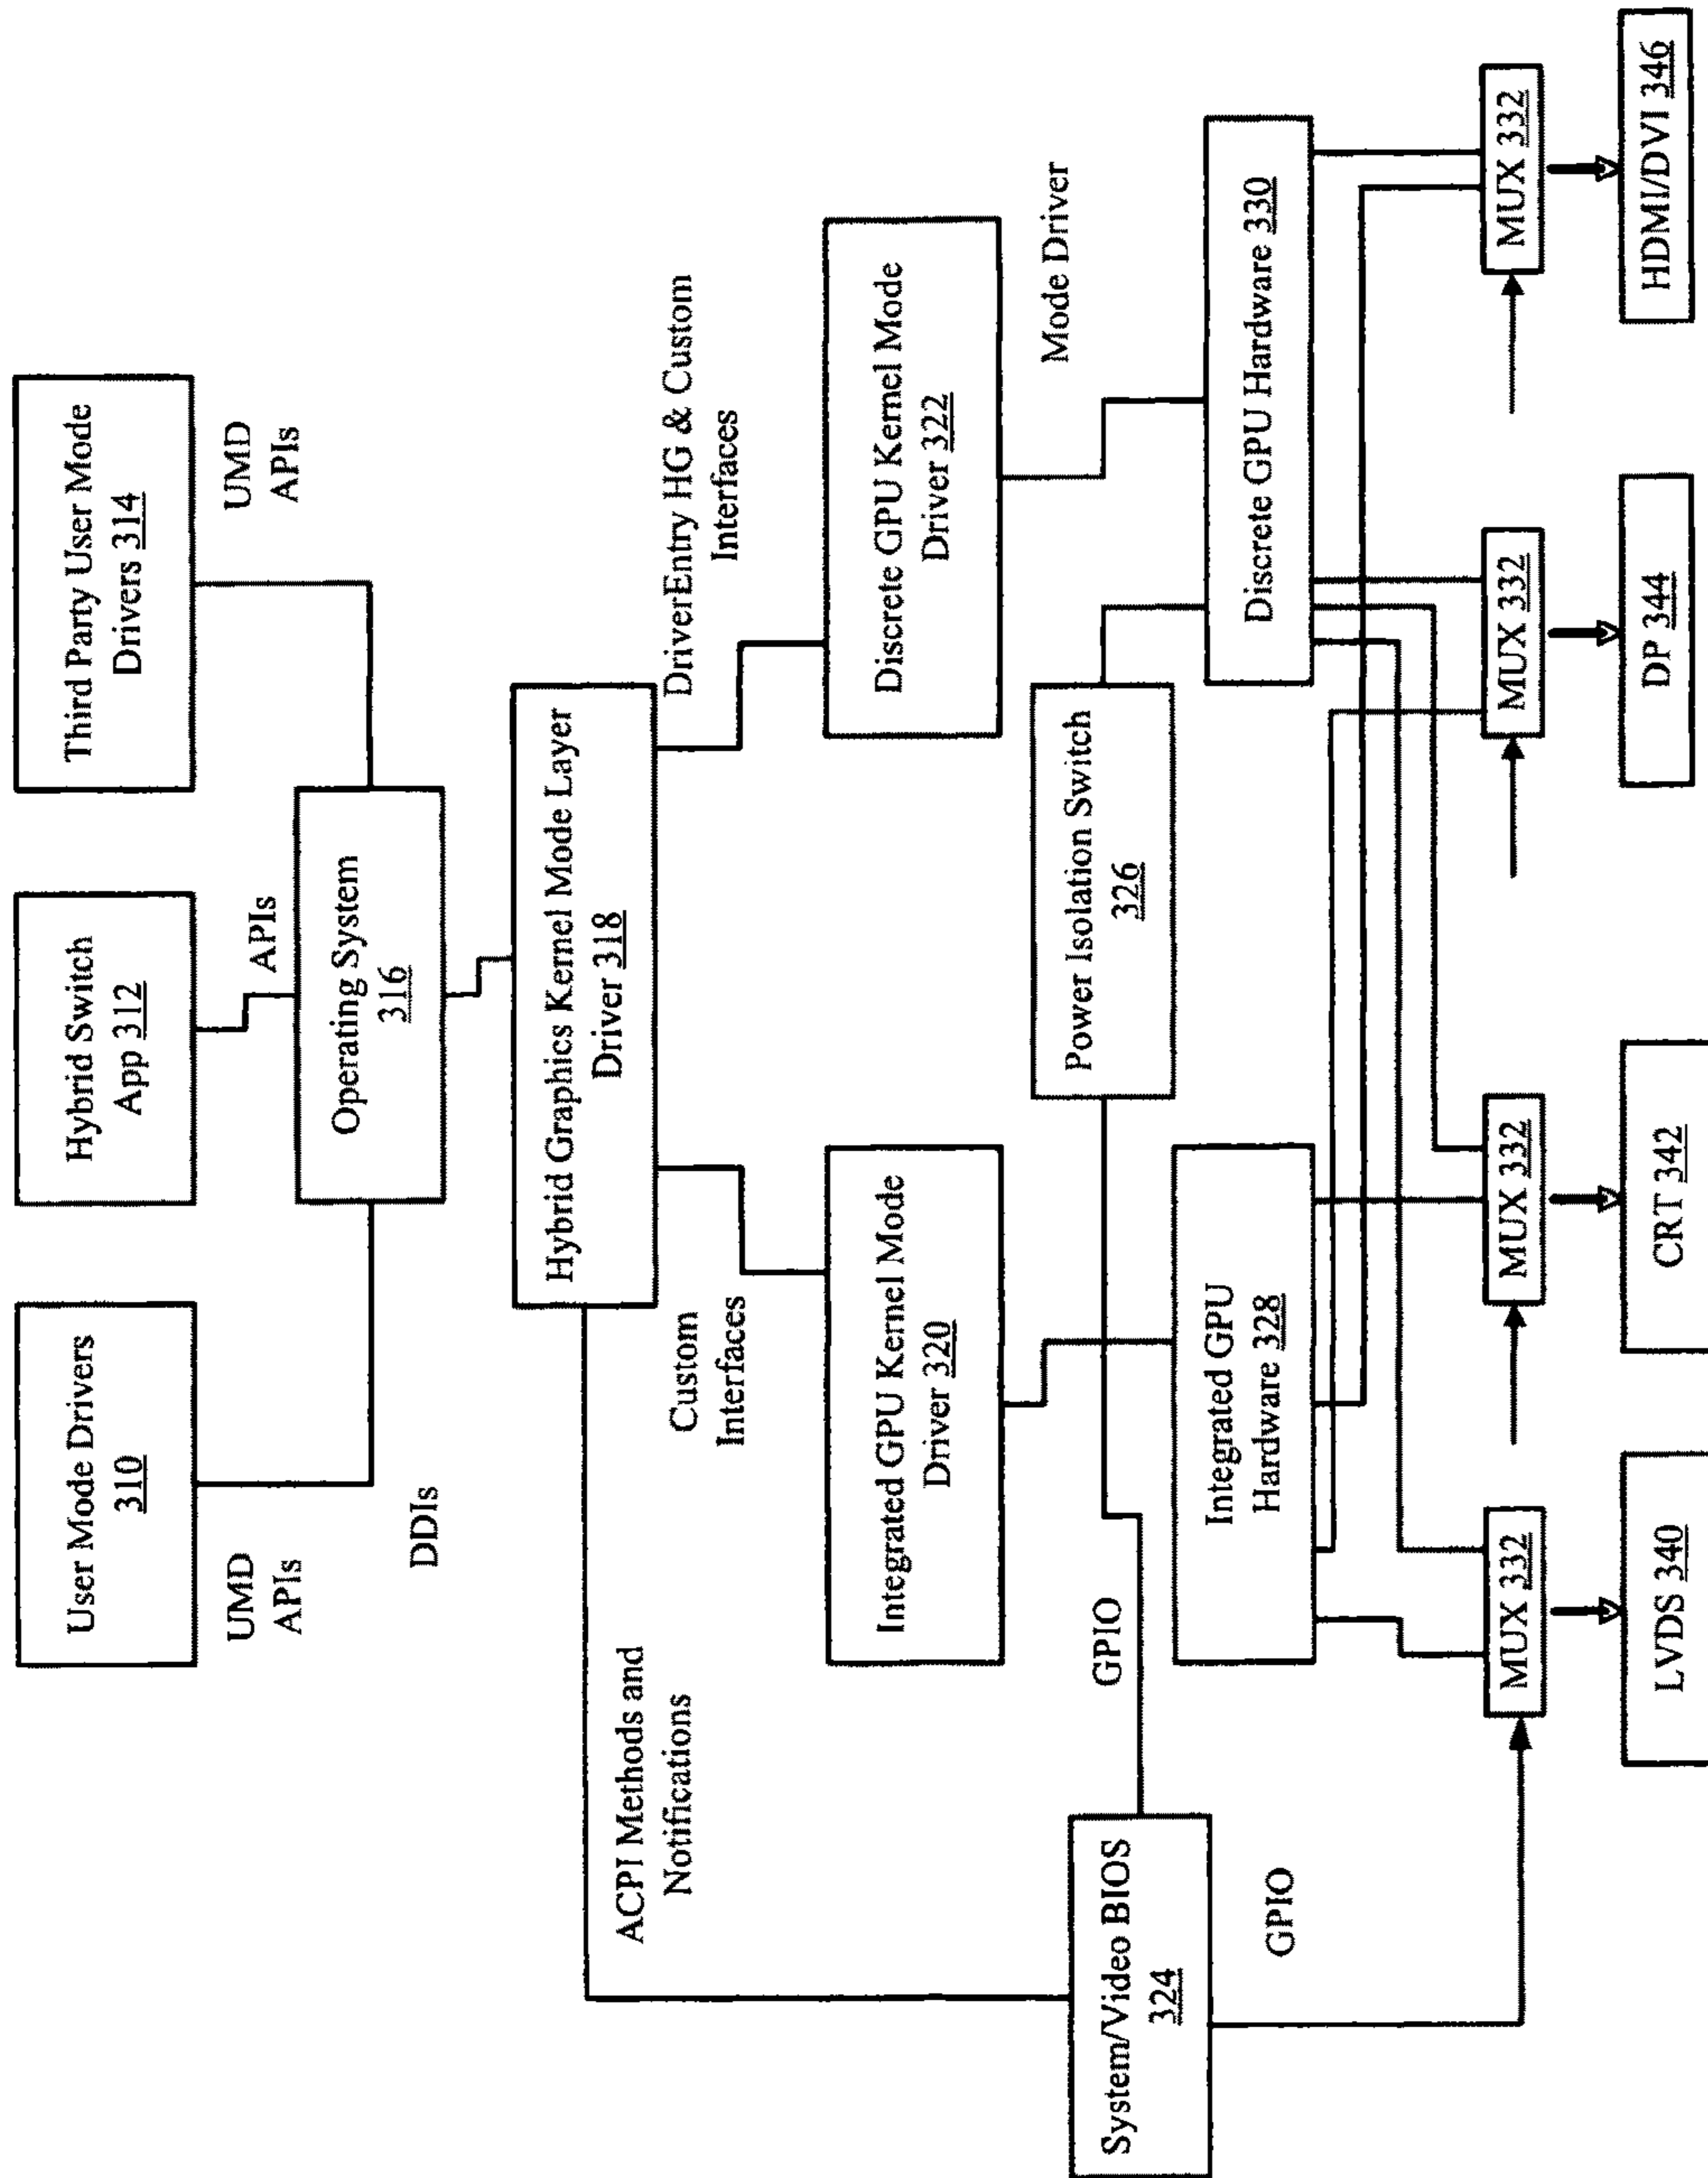 User Mode Drivers
310
Hybrid Switch
App 312
Third Party User Mode
Drivers 314
UMD
APIs
APIs
UMD
APIs
DDIs
Operating System
316
Hybrid Graphics Kernel Mode Layer
Driver 318
ACPI Methods and
Notifications
Custom
Interfaces
DriverEntry HG & Custom
Interfaces
Integrated GPU Kernel Mode
Driver 320
Discrete GPU Kernel Mode
Driver 322
Mode Driver
GPIO
Power Isolation Switch
326
System/Video BIOS
324
Integrated GPU
Hardware 328
Discrete GPU Hardware 330
GPIO
MUX 332
MUX 332
MUX 332
MUX 332
LVDS 340
CRT 342
DP 344
HDMI/DVI 346